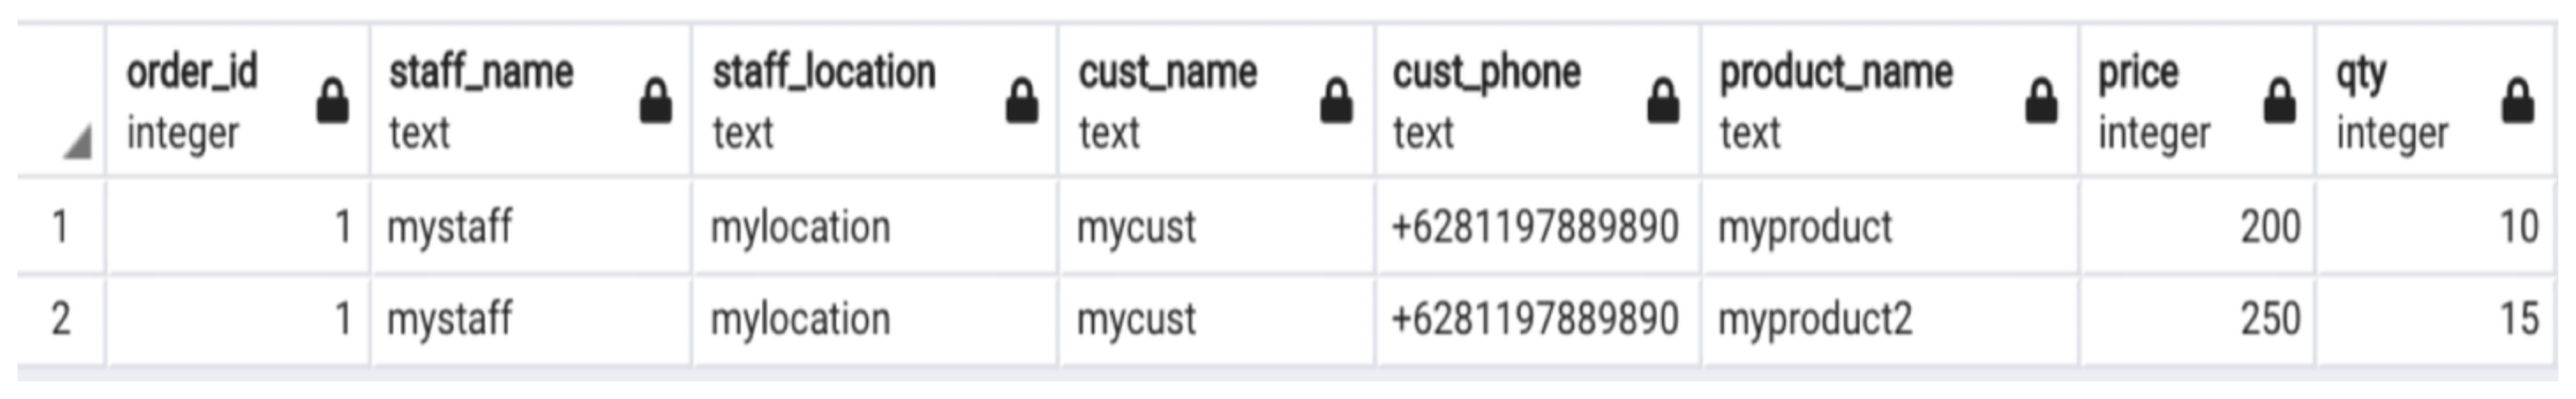 order_id staff_name staff_location cust_name cust_phone product_name price qty
integer text text text text text integer integer
1 1 mystaff mylocation mycust +6281197889890 myproduct 200 10
2 1 mystaff mylocation mycust +6281197889890 myproduct2 250 15